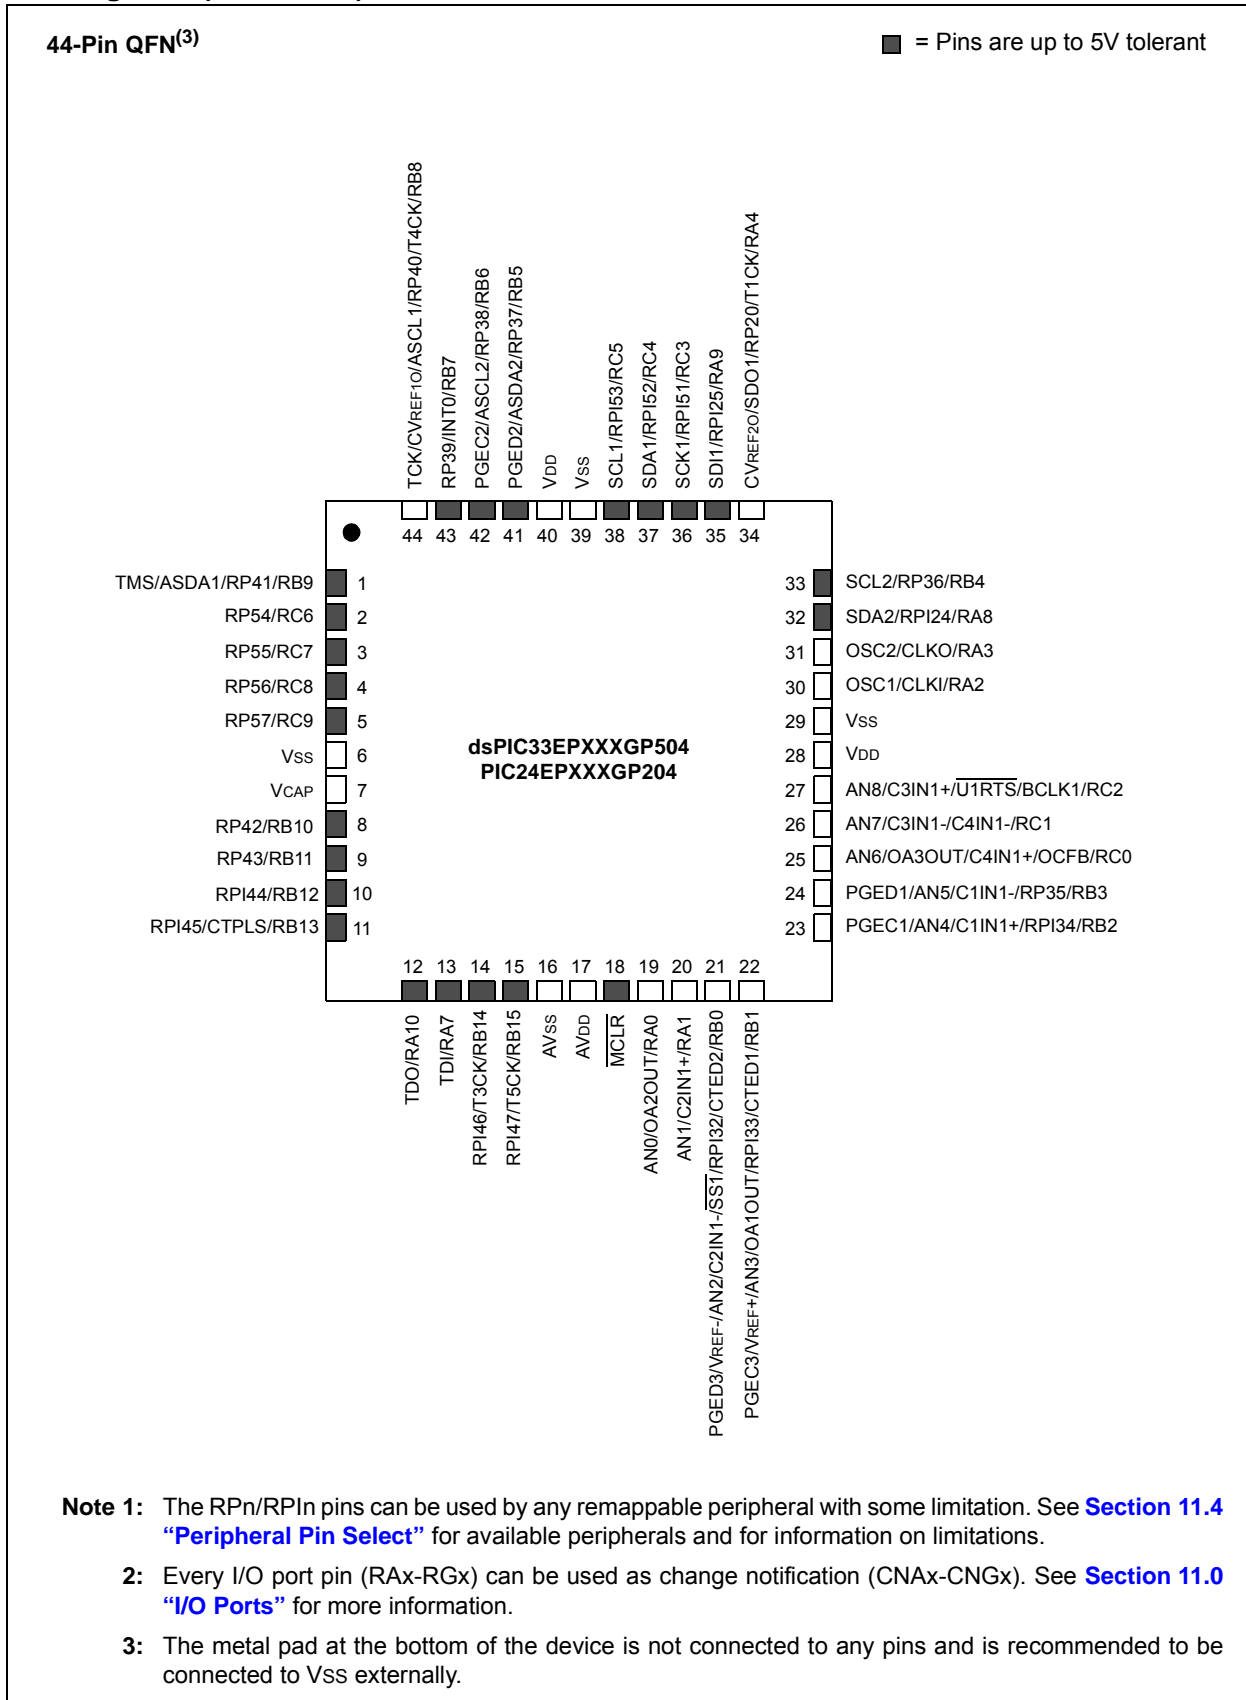 44-Pin QFN(3)
= Pins are up to 5V tolerant
TCK/CVREF1O/ASCL1/RP40/T4CK/RB8
RP39/INT0/RB7
PGEC2/ASCL2/RP38/RB6
PGED2/ASDA2/RP37/RB5
VDD
VSS
SCL1/RPI53/RC5
SDA1/RPI52/RC4
SCK1/RPI51/RC3
SDI1/RPI25/RA9
CVREF2O/SDO1/RP20/T1CK/RA4
44 43 42 41 40 39 38 37 36 35 34
TMS/ASDA1/RP41/RB9 1
RP54/RC6 2
RP55/RC7 3
RP56/RC8 4
RP57/RC9 5
VSS 6
VCAP 7
RP42/RB10 8
RP43/RB11 9
RPI44/RB12 10
RPI45/CTPLS/RB13 11
dsPIC33EPXXXGP504
PIC24EPXXXGP204
33 SCL2/RP36/RB4
32 SDA2/RPI24/RA8
31 OSC2/CLKO/RA3
30 OSC1/CLKI/RA2
29 VSS
28 VDD
27 AN8/C3IN1+/U1RTS/BCLK1/RC2
26 AN7/C3IN1-/C4IN1-/RC1
25 AN6/OA3OUT/C4IN1+/OCFB/RC0
24 PGED1/AN5/C1IN1-/RP35/RB3
23 PGEC1/AN4/C1IN1+/RPI34/RB2
12 13 14 15 16 17 18 19 20 21 22
TDO/RA10
TDI/RA7
RPI46/T3CK/RB14
RPI47/T5CK/RB15
AVSS
AVDD
MCLR
AN0/OA2OUT/RA0
AN1/C2IN1+/RA1
PGED3/VREF-/AN2/C2IN1-/SS1/RPI32/CTED2/RB0
PGEC3/VREF+/AN3/OA1OUT/RPI33/CTED1/RB1
Note 1: The RPn/RPIn pins can be used by any remappable peripheral with some limitation. See Section 11.4
“Peripheral Pin Select” for available peripherals and for information on limitations.
2: Every I/O port pin (RAx-RGx) can be used as change notification (CNAx-CNGx). See Section 11.0
“I/O Ports” for more information.
3: The metal pad at the bottom of the device is not connected to any pins and is recommended to be
connected to VSS externally.